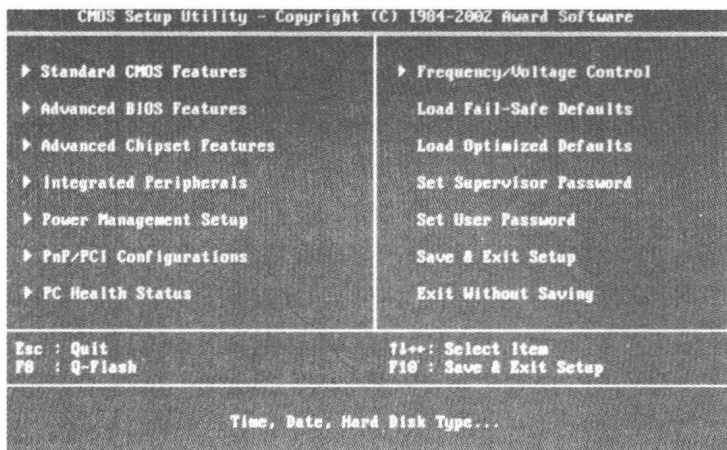 CMOS Setup Utility - Copyright (C) 1984-2002 Award Software
▶ Standard CMOS Features
▶ Advanced BIOS Features
▶ Advanced Chipset Features
▶ Integrated Peripherals
▶ Power Management Setup
▶ PnP/PCI Configurations
▶ PC Health Status
▶ Frequency/Voltage Control
Load Fail-Safe Defaults
Load Optimized Defaults
Set Supervisor Password
Set User Password
Save & Exit Setup
Exit Without Saving
Esc : Quit
F8 : Q-Flash
↑↓→←: Select Item
F10 : Save & Exit Setup
Time, Date, Hard Disk Type...